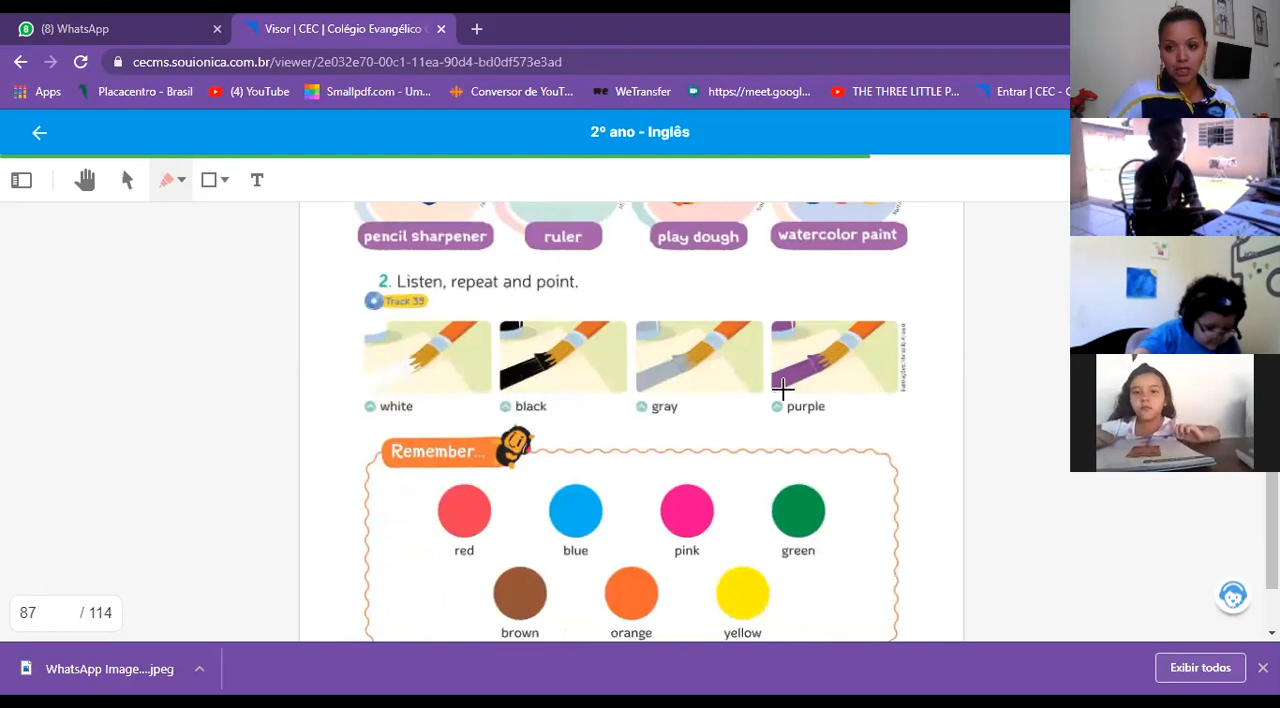 (8) WhatsApp
Visor | CEC | Colégio Evangélico
cecms.souionica.com.br/viewer/2e032e70-00c1-11ea-90d4-bd0df573e3ad
Apps
Placacentro - Brasil
(4) YouTube
Smallpdf.com - Um...
Conversor de YouT...
WeTransfer
https://meet.googl...
THE THREE LITTLE P...
Entrar | CEC - C
2º ano - Inglês
T
pencil sharpener
ruler
play dough
watercolor paint
2. Listen, repeat and point.
Track 39
white
black
gray
purple
Remember...
red
blue
pink
green
brown
orange
yellow
87 / 114
WhatsApp Image....jpeg
Exibir todos